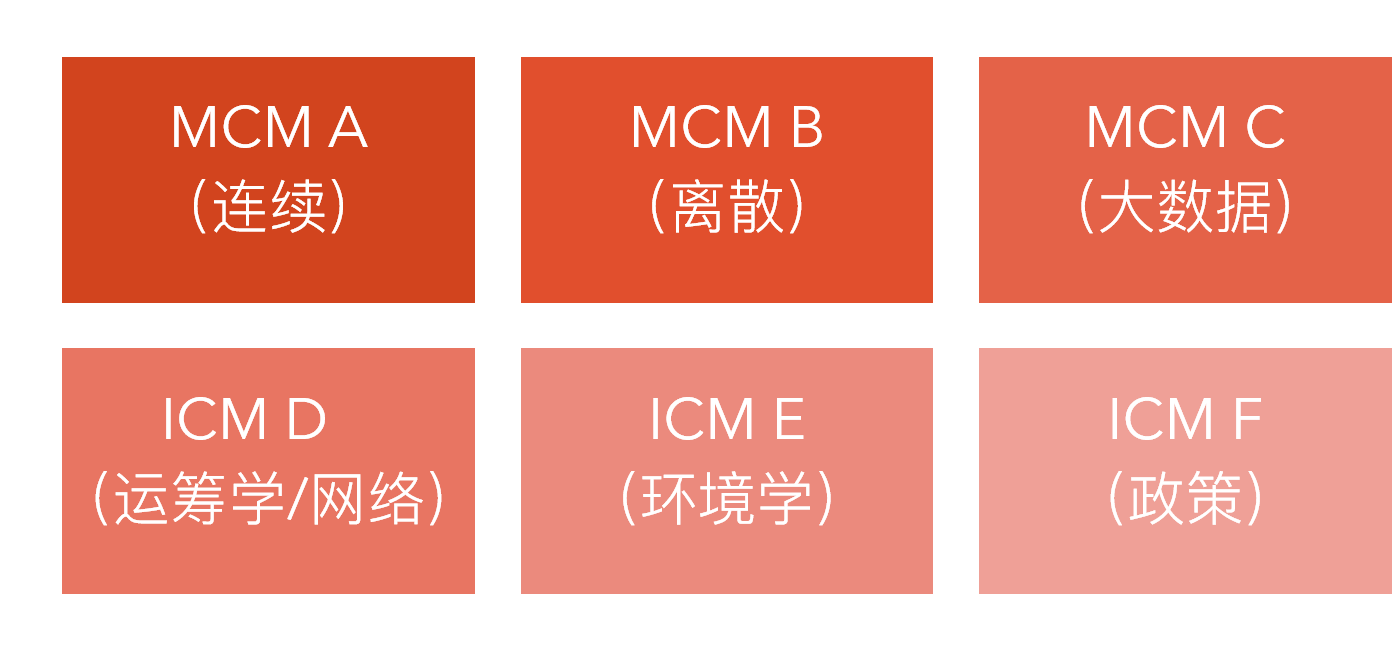 MCM A
(连续)
MCM B
(离散)
MCM C
(大数据)
ICM D
(运筹学/网络)
ICM E
(环境学)
ICM F
(政策)